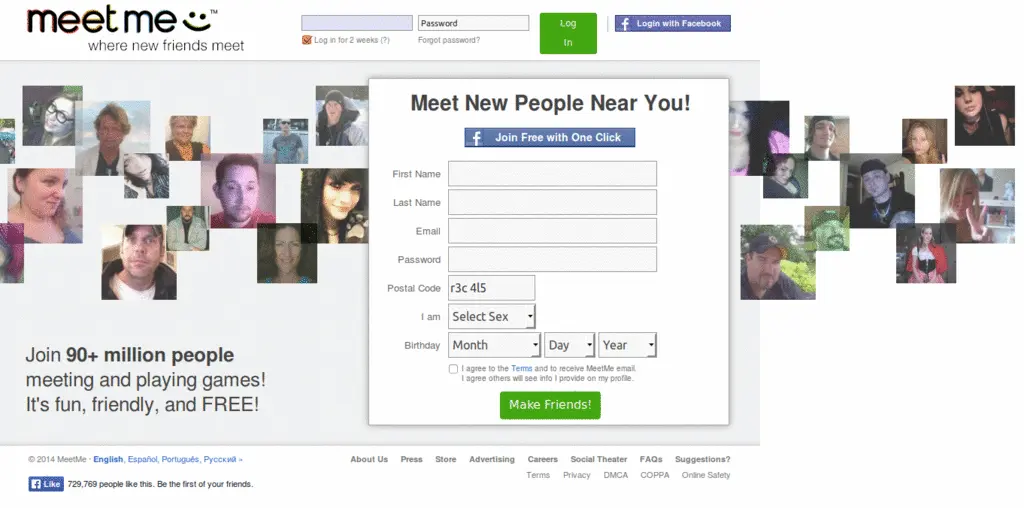 meetme™
where new friends meet
Password
Log
In
Login with Facebook
Log in for 2 weeks (?)
Forgot password?
Meet New People Near You!
Join Free with One Click
First Name
Last Name
Email
Password
Postal Code r3c 4l5
I am Select Sex
Birthday Month Day Year
I agree to the Terms and to receive MeetMe email.
I agree others will see info I provide on my profile.
Make Friends!
Join 90+ million people
meeting and playing games!
It's fun, friendly, and FREE!
© 2014 MeetMe · English, Español, Português, Русский »
About Us Press Store Advertising Careers Social Theater FAQs Suggestions?
Terms Privacy DMCA COPPA Online Safety
Like 729,769 people like this. Be the first of your friends.